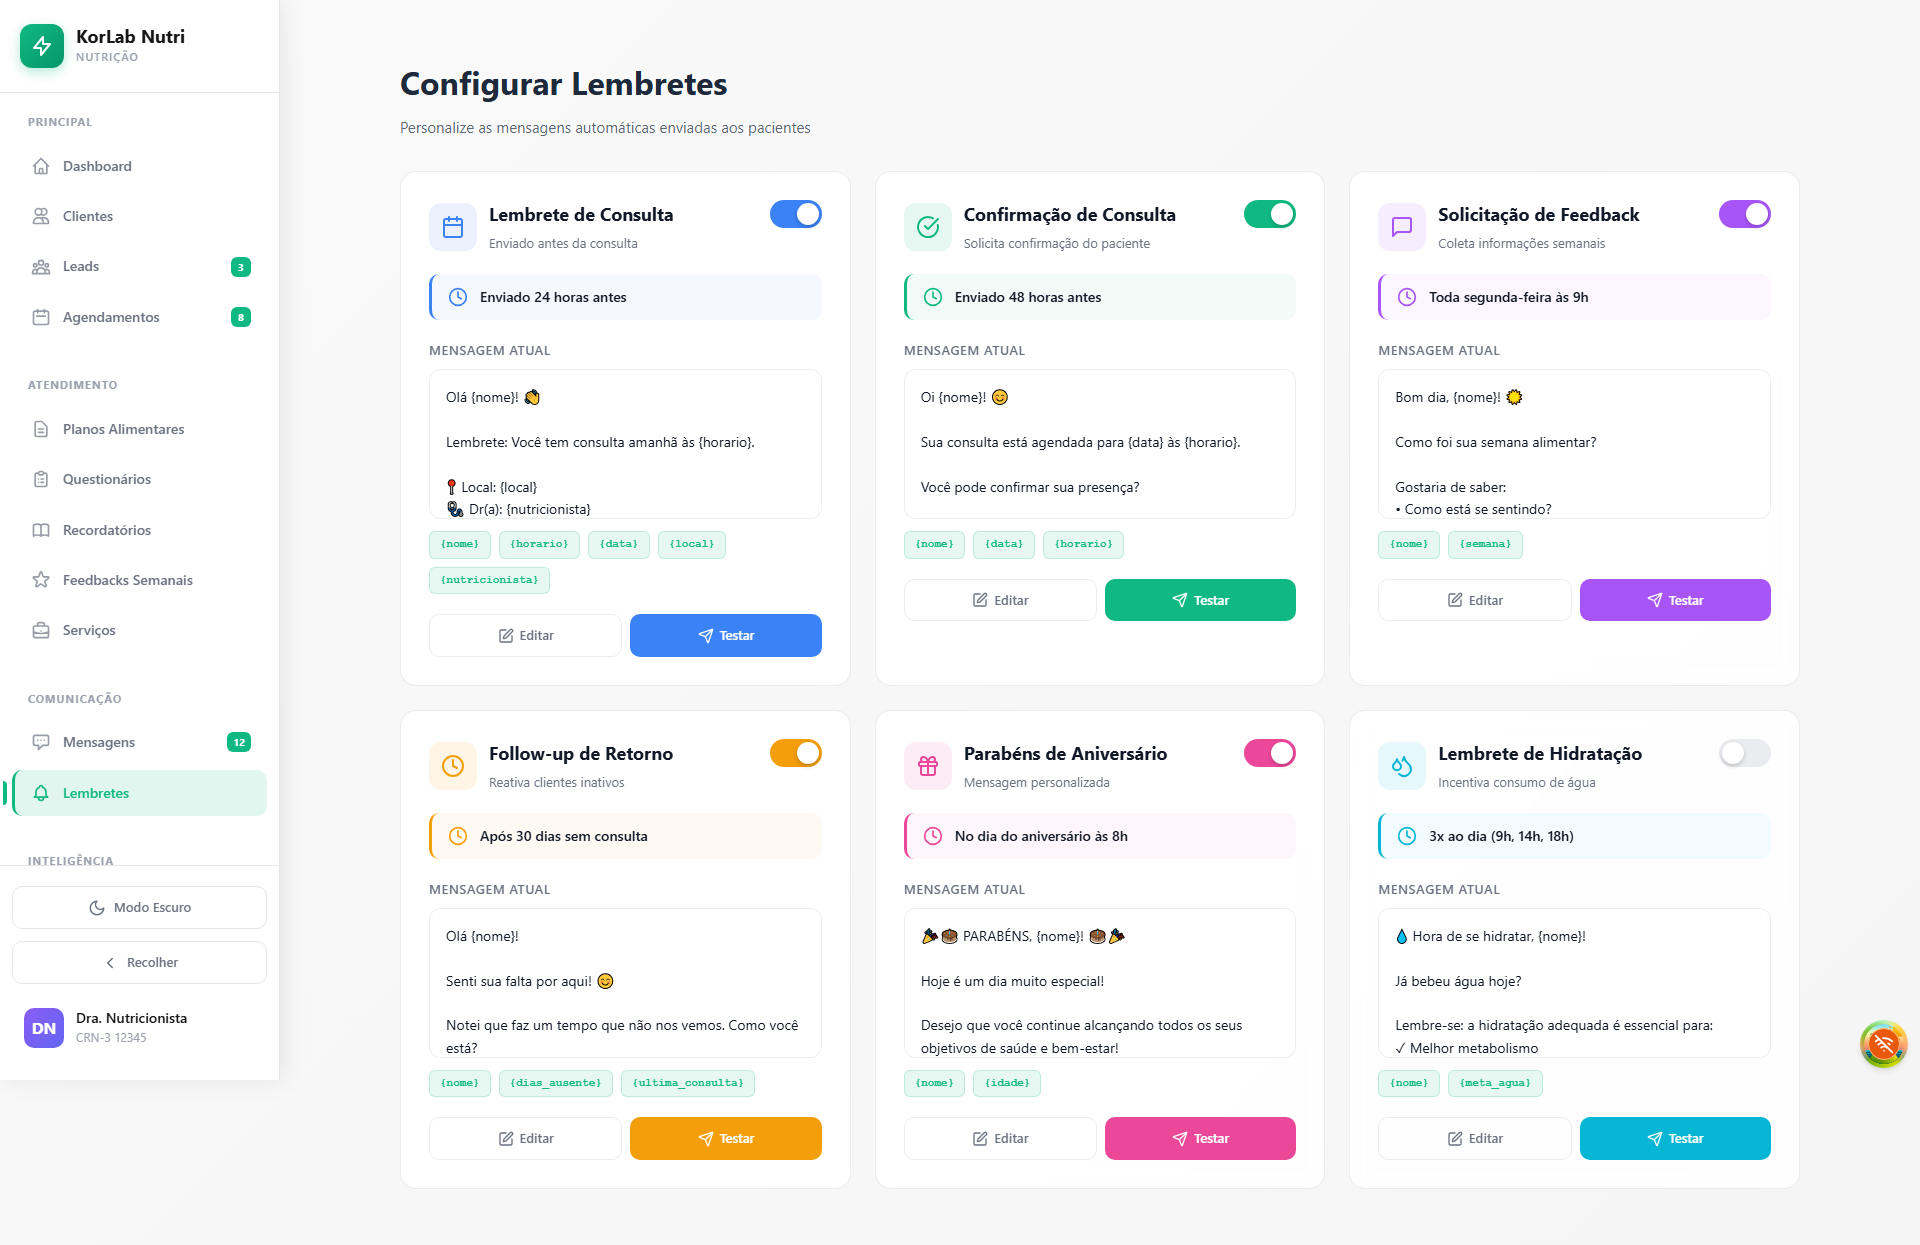 KorLab Nutri
NUTRIÇÃO
PRINCIPAL
Dashboard
Clientes
Leads
3
Agendamentos
8
ATENDIMENTO
Planos Alimentares
Questionários
Recordatórios
Feedbacks Semanais
Serviços
COMUNICAÇÃO
Mensagens
12
Lembretes
INTELIGÊNCIA
Modo Escuro
Recolher
DN
Dra. Nutricionista
CRN-3 12345
Configurar Lembretes
Personalize as mensagens automáticas enviadas aos pacientes
Lembrete de Consulta
Enviado antes da consulta
Enviado 24 horas antes
MENSAGEM ATUAL
Olá {nome}! 👋
Lembrete: Você tem consulta amanhã às {horario}.
📍 Local: {local}
🩺 Dr(a): {nutricionista}
{nome} {horario} {data} {local}
{nutricionista}
Editar
Testar
Confirmação de Consulta
Solicita confirmação do paciente
Enviado 48 horas antes
MENSAGEM ATUAL
Oi {nome}! 😊
Sua consulta está agendada para {data} às {horario}.
Você pode confirmar sua presença?
{nome} {data} {horario}
Editar
Testar
Solicitação de Feedback
Coleta informações semanais
Toda segunda-feira às 9h
MENSAGEM ATUAL
Bom dia, {nome}! 🌞
Como foi sua semana alimentar?
Gostaria de saber:
• Como está se sentindo?
{nome} {semana}
Editar
Testar
Follow-up de Retorno
Reativa clientes inativos
Após 30 dias sem consulta
MENSAGEM ATUAL
Olá {nome}!
Senti sua falta por aqui! 😊
Notei que faz um tempo que não nos vemos. Como você
está?
{nome} {dias_ausente} {ultima_consulta}
Editar
Testar
Parabéns de Aniversário
Mensagem personalizada
No dia do aniversário às 8h
MENSAGEM ATUAL
🎉🎂 PARABÉNS, {nome}! 🎂🎉
Hoje é um dia muito especial!
Desejo que você continue alcançando todos os seus
objetivos de saúde e bem-estar!
{nome} {idade}
Editar
Testar
Lembrete de Hidratação
Incentiva consumo de água
3x ao dia (9h, 14h, 18h)
MENSAGEM ATUAL
💧 Hora de se hidratar, {nome}!
Já bebeu água hoje?
Lembre-se: a hidratação adequada é essencial para:
✓ Melhor metabolismo
{nome} {meta_agua}
Editar
Testar